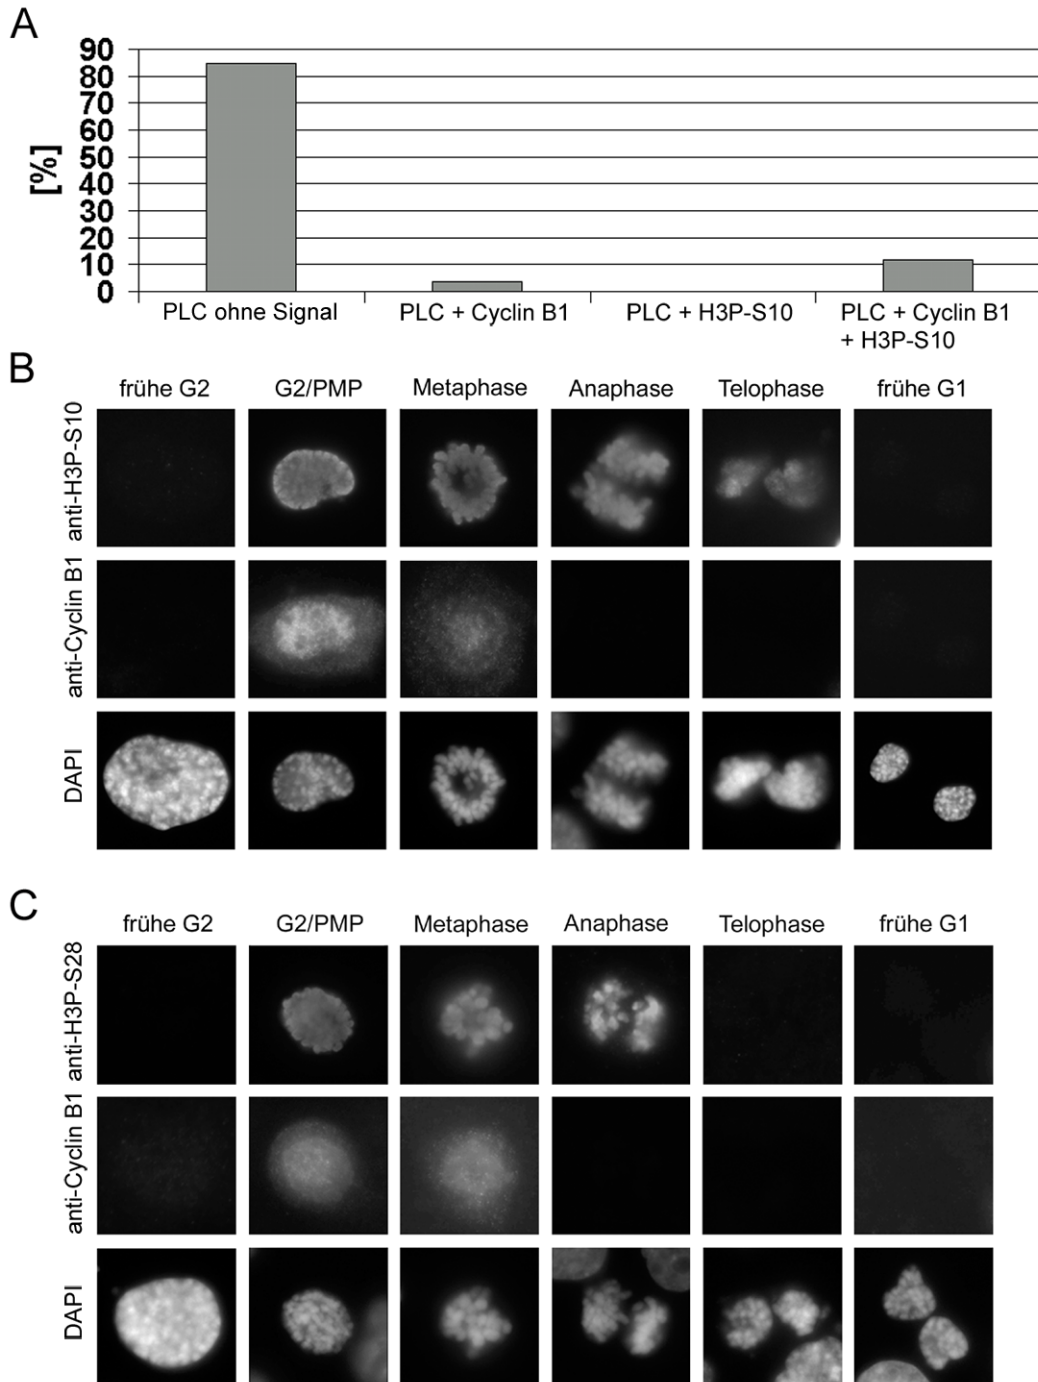 A
90
80
70
60
50
40
30
20
10
0
[%]
PLC ohne Signal
PLC + Cyclin B1
PLC + H3P-S10
PLC + Cyclin B1
+ H3P-S10
B
frühe G2
G2/PMP
Metaphase
Anaphase
Telophase
frühe G1
anti-H3P-S10
anti-Cyclin B1
DAPI
C
frühe G2
G2/PMP
Metaphase
Anaphase
Telophase
frühe G1
anti-H3P-S28
anti-Cyclin B1
DAPI